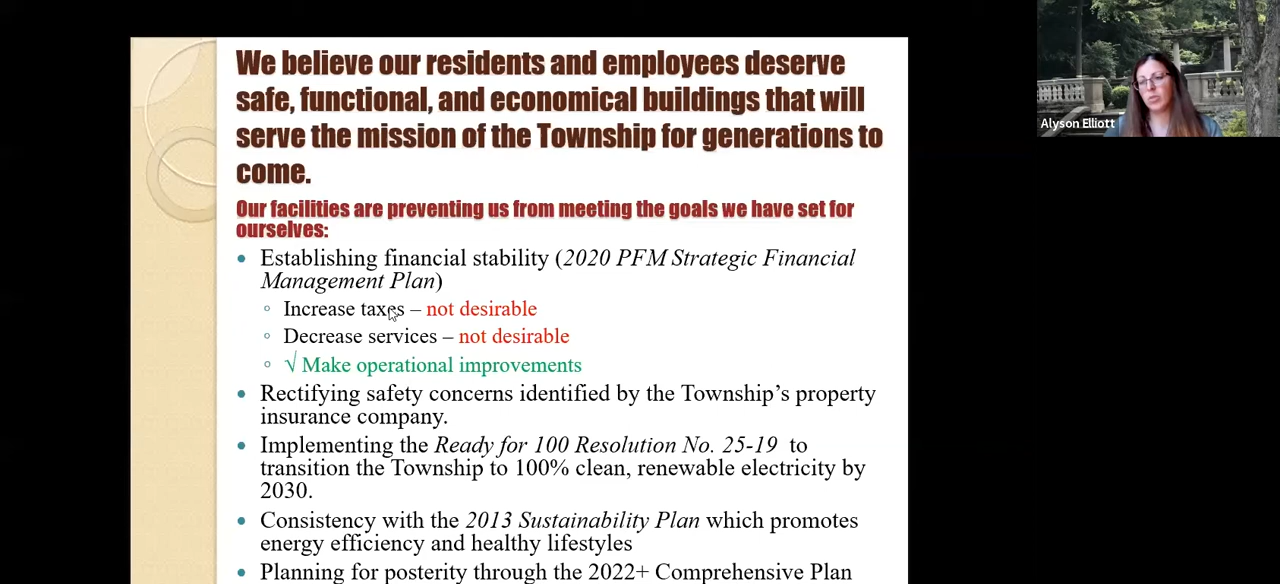 We believe our residents and employees deserve
safe, functional, and economical buildings that will
serve the mission of the Township for generations to
come.
Our facilities are preventing us from meeting the goals we have set for
ourselves:
• Establishing financial stability (2020 PFM Strategic Financial
Management Plan)
◦ Increase taxes – not desirable
◦ Decrease services – not desirable
◦ √ Make operational improvements
• Rectifying safety concerns identified by the Township's property
insurance company.
• Implementing the Ready for 100 Resolution No. 25-19 to
transition the Township to 100% clean, renewable electricity by
2030.
• Consistency with the 2013 Sustainability Plan which promotes
energy efficiency and healthy lifestyles
• Planning for posterity through the 2022+ Comprehensive Plan
Alyson Elliott